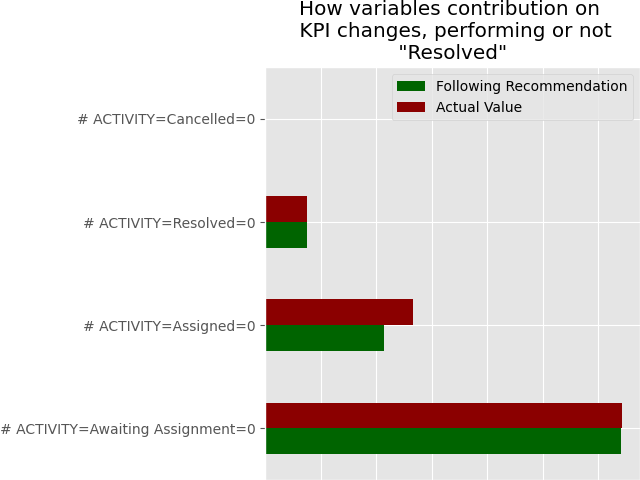 How variables contribution on
KPI changes, performing or not
"Resolved"
Following Recommendation
Actual Value
# ACTIVITY=Cancelled=0
# ACTIVITY=Resolved=0
# ACTIVITY=Assigned=0
# ACTIVITY=Awaiting Assignment=0